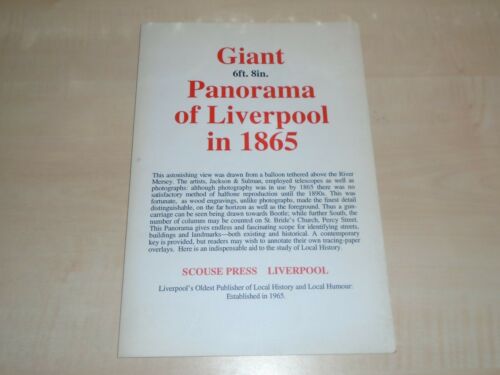 Giant
6ft. 8in.
Panorama
of Liverpool
in 1865
This astonishing view was drawn from a balloon tethered above the River
Mersey. The artists, Jackson & Sulman, employed telescopes as well as
photographs: although photography was in use by 1865 there was no
satisfactory method of halftone reproduction until the 1890s. This was
fortunate, as wood engravings, unlike photographs, made the finest detail
distinguishable, on the far horizon as well as the foreground. Thus a gun-
carriage can be seen being drawn towards Bootle; while further South, the
number of columns may be counted on St. Bride's Church, Percy Street.
This Panorama gives endless and fascinating scope for identifying streets,
buildings and landmarks—both existing and historical. A contemporary
key is provided, but readers may wish to annotate their own tracing-paper
overlays. Here is an indispensable aid to the study of Local History.
SCOUSE PRESS LIVERPOOL
Liverpool's Oldest Publisher of Local History and Local Humour:
Established in 1965.